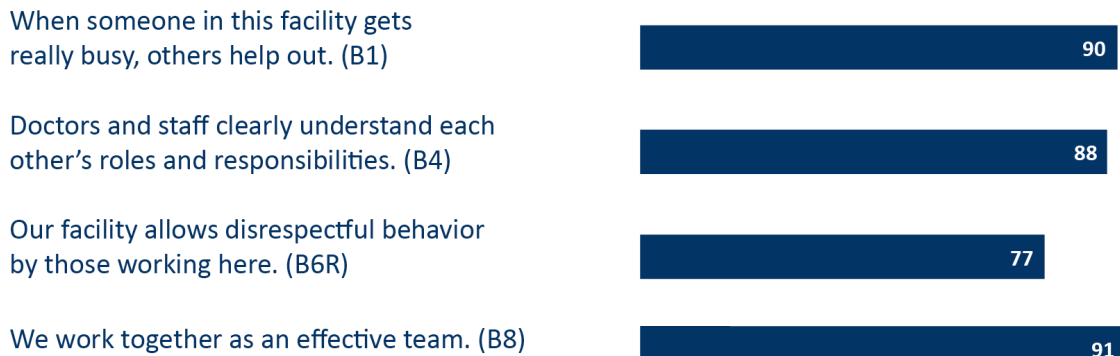 When someone in this facility gets
really busy, others help out. (B1)
90
Doctors and staff clearly understand each
other’s roles and responsibilities. (B4)
88
Our facility allows disrespectful behavior
by those working here. (B6R)
77
We work together as an effective team. (B8)
91